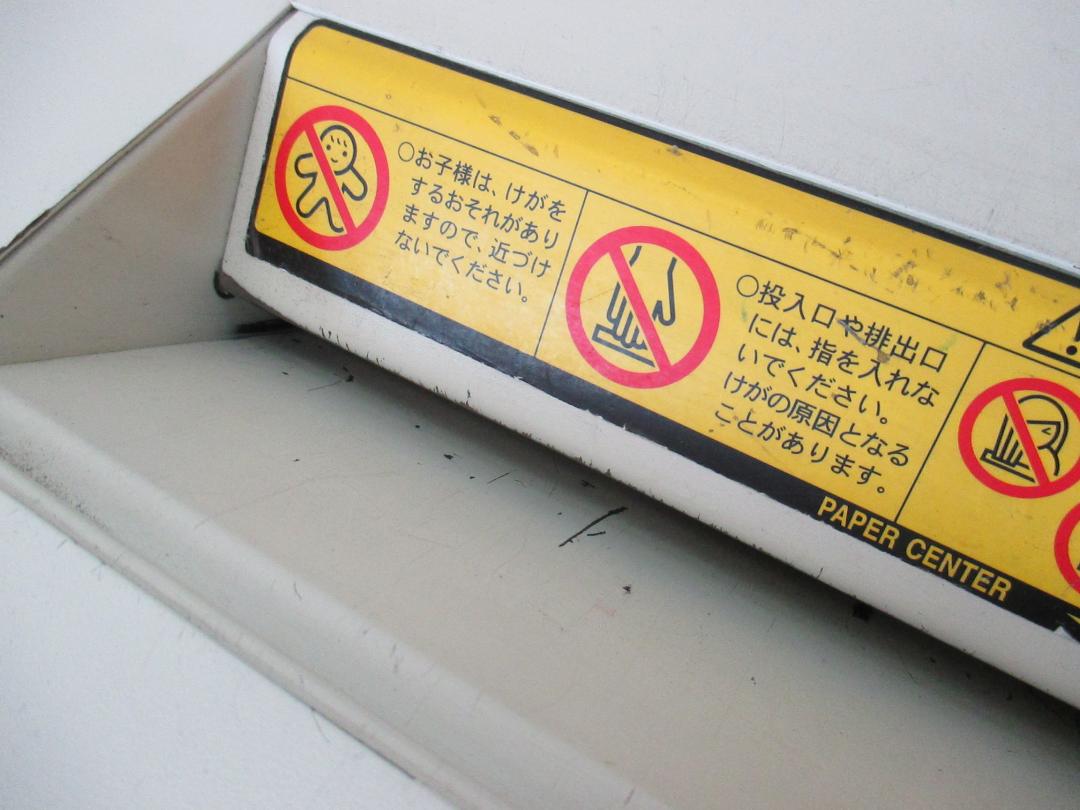 ○お子様は、けがを
するおそれがあり
ますので、近づけ
ないでください。
○投入口や排出口
には、指を入れな
いでください。
けがの原因となる
ことがあります。
PAPER CENTER